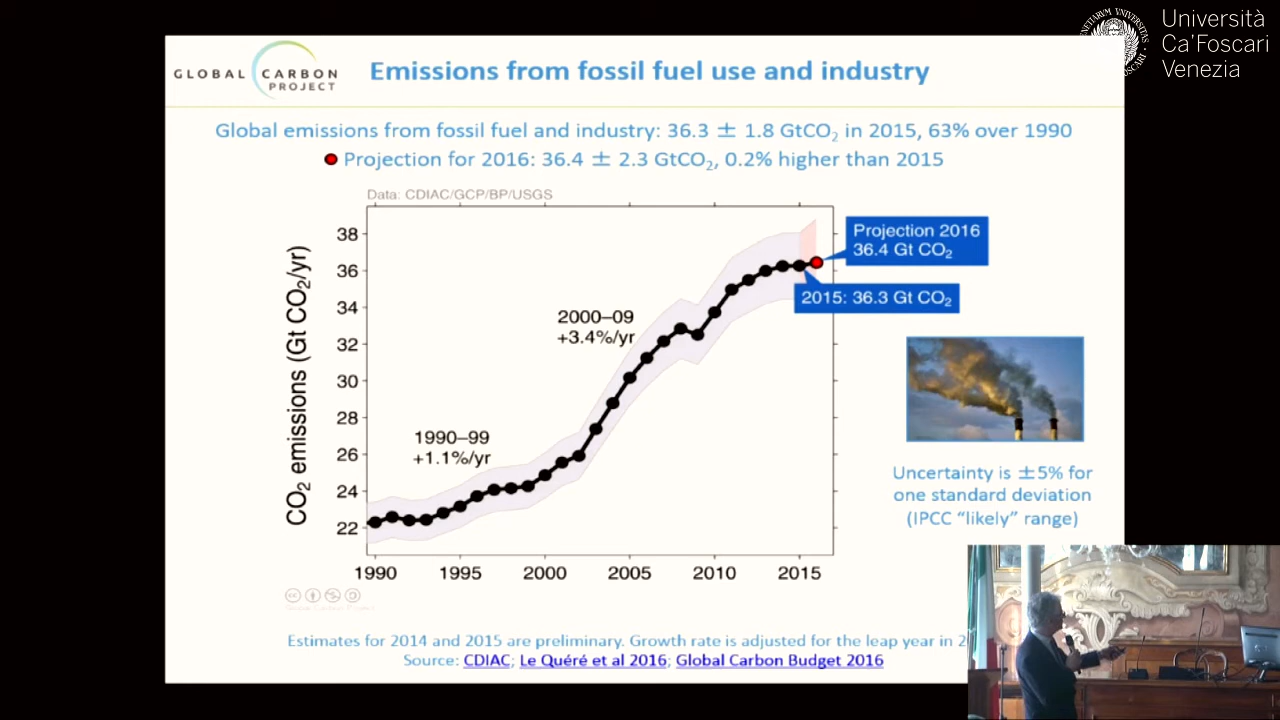 Università
Ca'Foscari
Venezia
GLOBAL CARBON
PROJECT
Emissions from fossil fuel use and industry
Global emissions from fossil fuel and industry: 36.3 ± 1.8 GtCO₂ in 2015, 63% over 1990
Projection for 2016: 36.4 ± 2.3 GtCO₂, 0.2% higher than 2015
Data: CDIAC/GCP/BP/USGS
CO₂ emissions (Gt CO₂/yr)
38
36
34
32
30
28
26
24
22
Projection 2016
36.4 Gt CO₂
2015: 36.3 Gt CO₂
2000–09
+3.4%/yr
1990–99
+1.1%/yr
1990 1995 2000 2005 2010 2015
Uncertainty is ±5% for
one standard deviation
(IPCC “likely” range)
Estimates for 2014 and 2015 are preliminary. Growth rate is adjusted for the leap year in 2
Source: CDIAC; Le Quéré et al 2016; Global Carbon Budget 2016